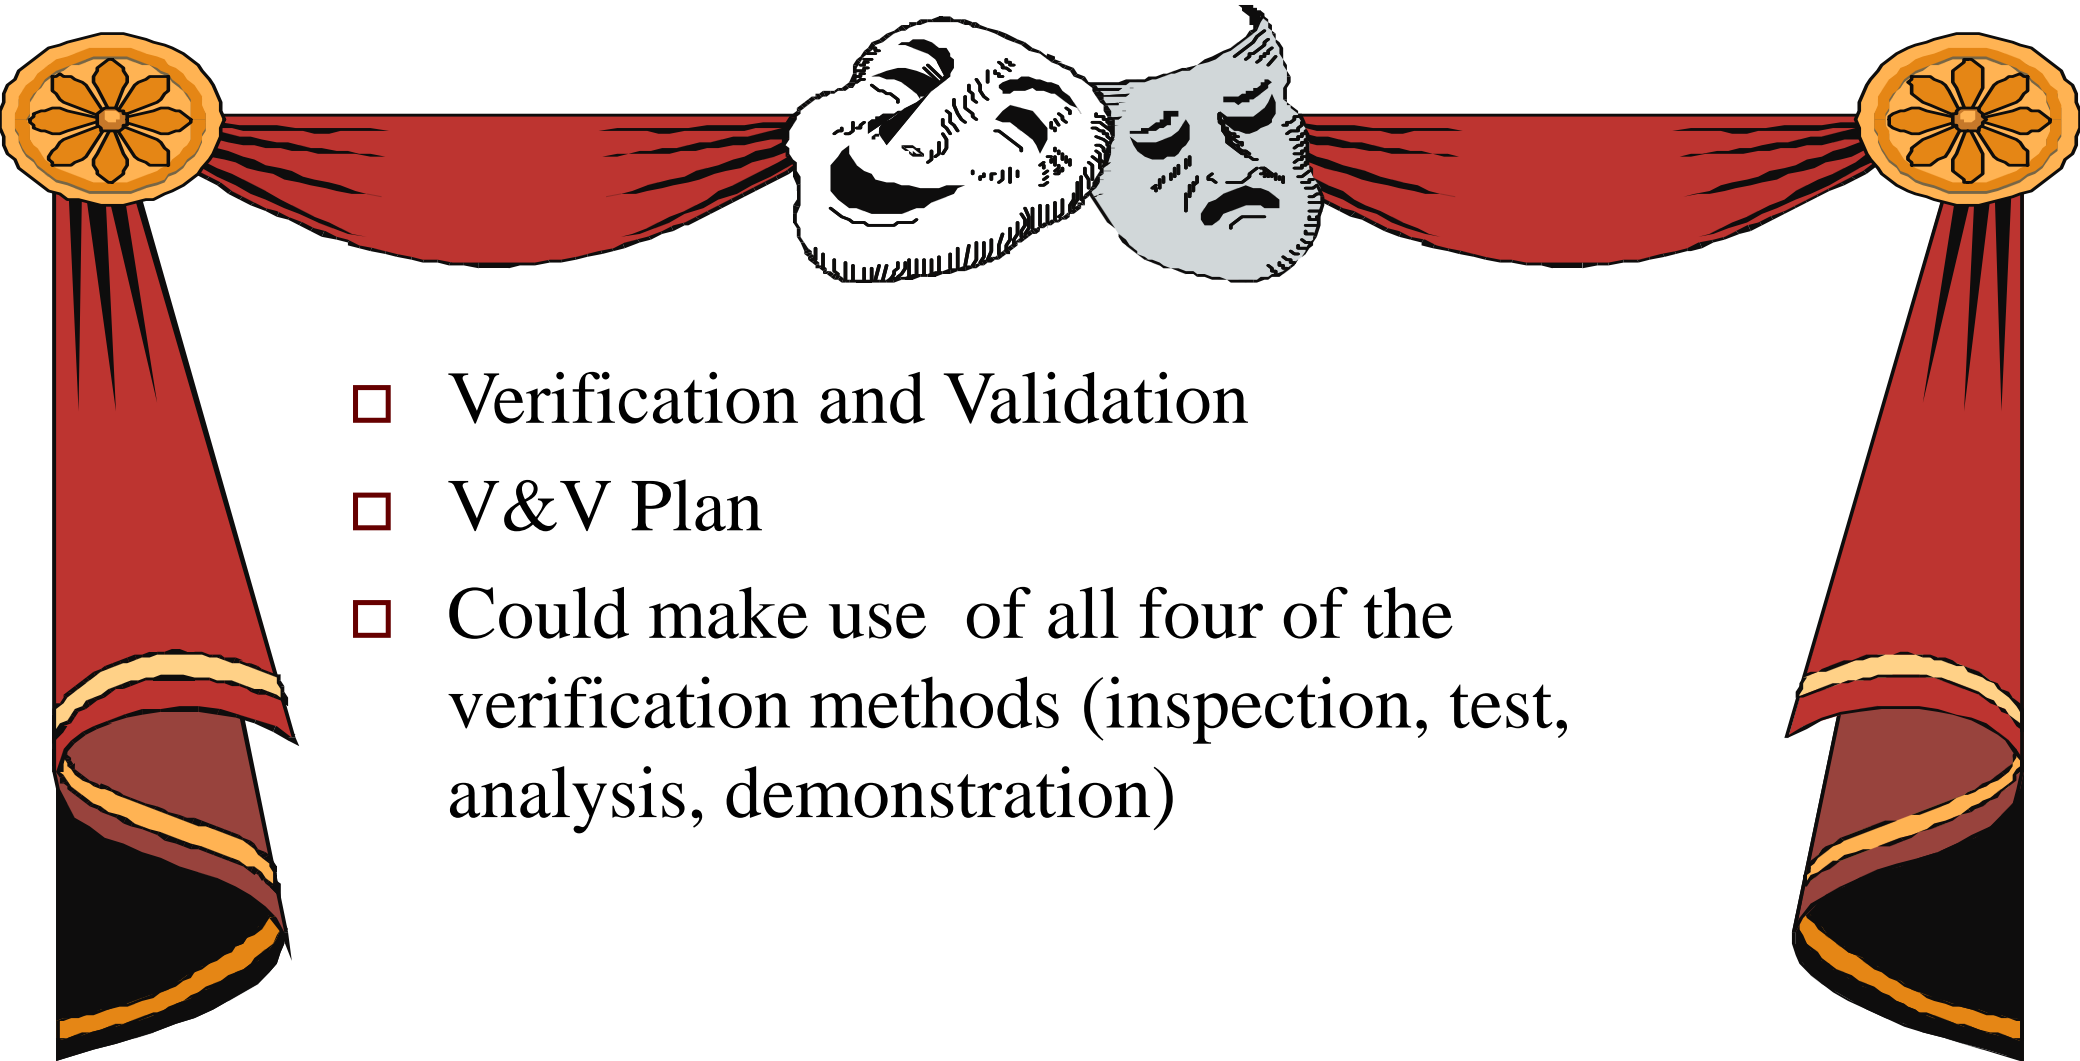 Verification and Validation
V&V Plan
Could make use  of all four of the
verification methods (inspection, test,
analysis, demonstration)